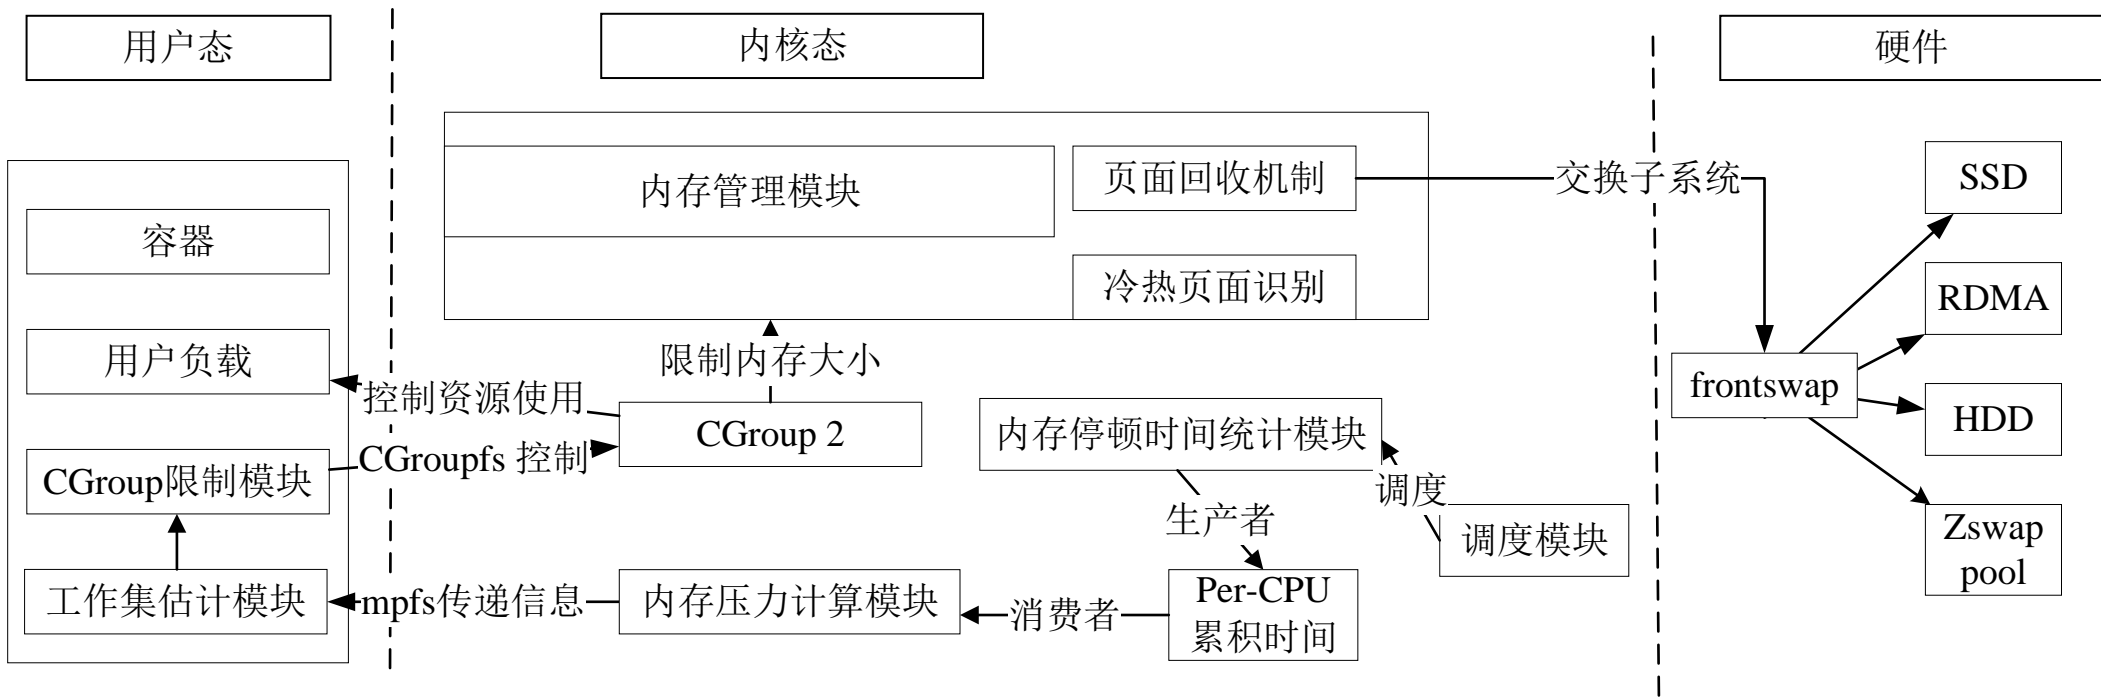 用户态
内核态
硬件
内存管理模块
页面回收机制
交换子系统
SSD
容器
冷热页面识别
RDMA
用户负载
限制内存大小
控制资源使用
frontswap
HDD
CGroup 2
内存停顿时间统计模块
CGroupfs 控制
CGroup限制模块
调度
生产者
调度模块
Zswap
pool
工作集估计模块
mpfs传递信息
内存压力计算模块
消费者
Per-CPU
累积时间